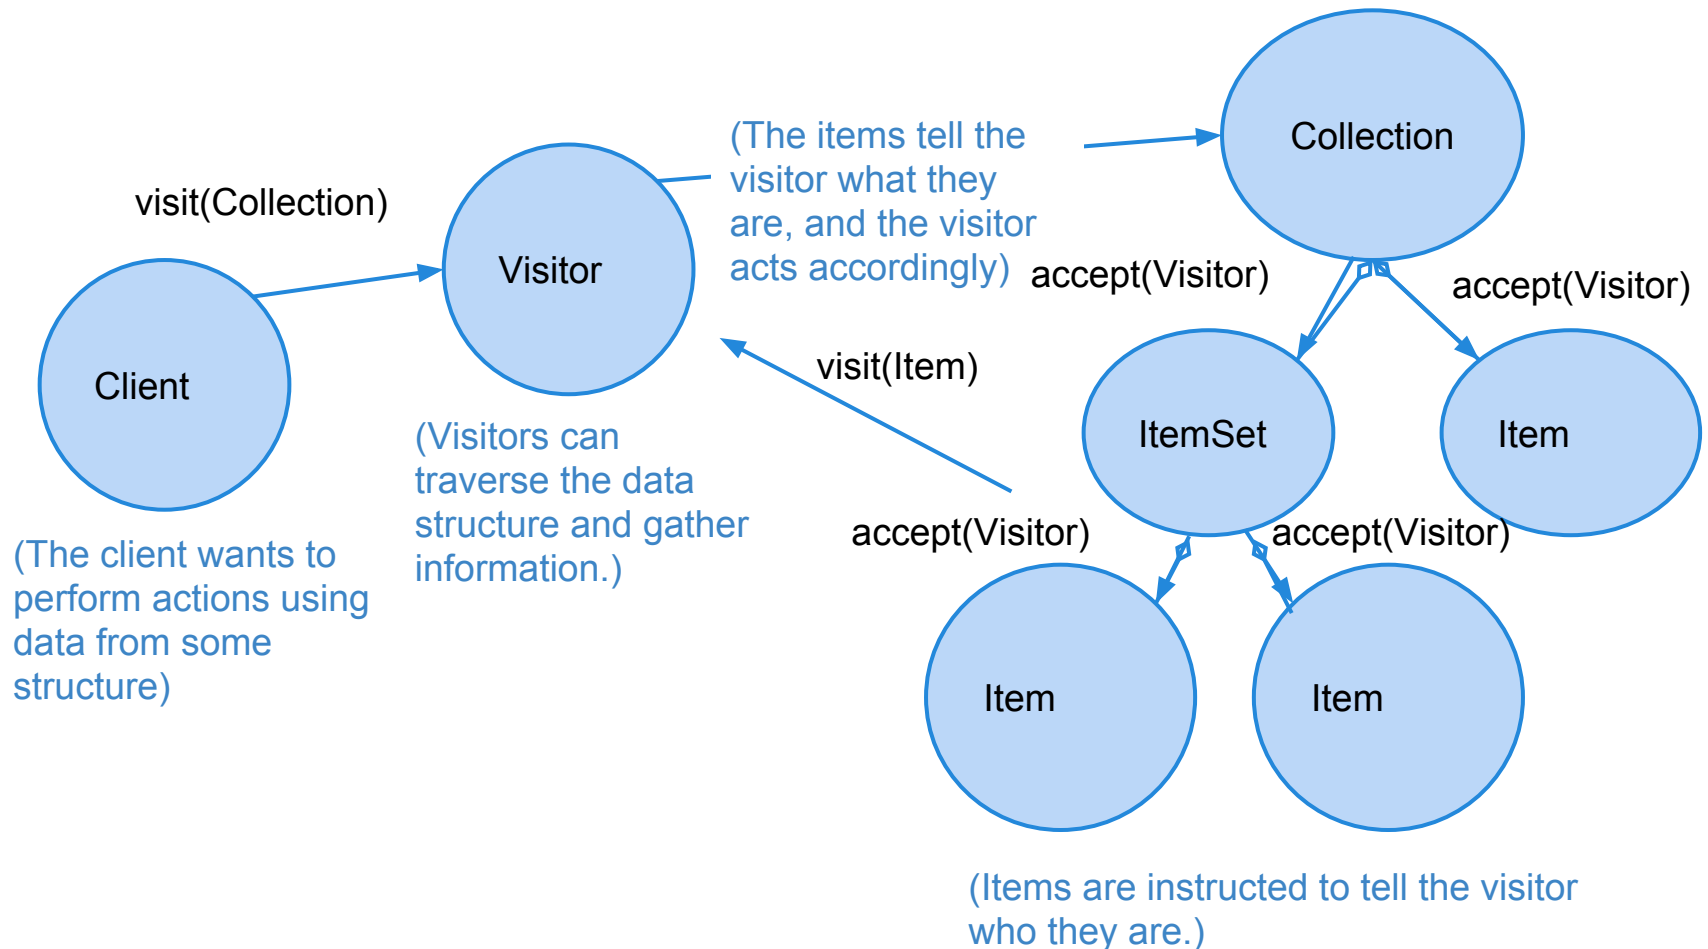 visit(Collection)
Client
(The client wants to
perform actions using
data from some
structure)
Visitor
(Visitors can
traverse the data
structure and gather
information.)
(The items tell the
visitor what they
are, and the visitor
acts accordingly)
Collection
accept(Visitor)
accept(Visitor)
visit(Item)
ItemSet
Item
accept(Visitor)
accept(Visitor)
Item
Item
(Items are instructed to tell the visitor
who they are.)